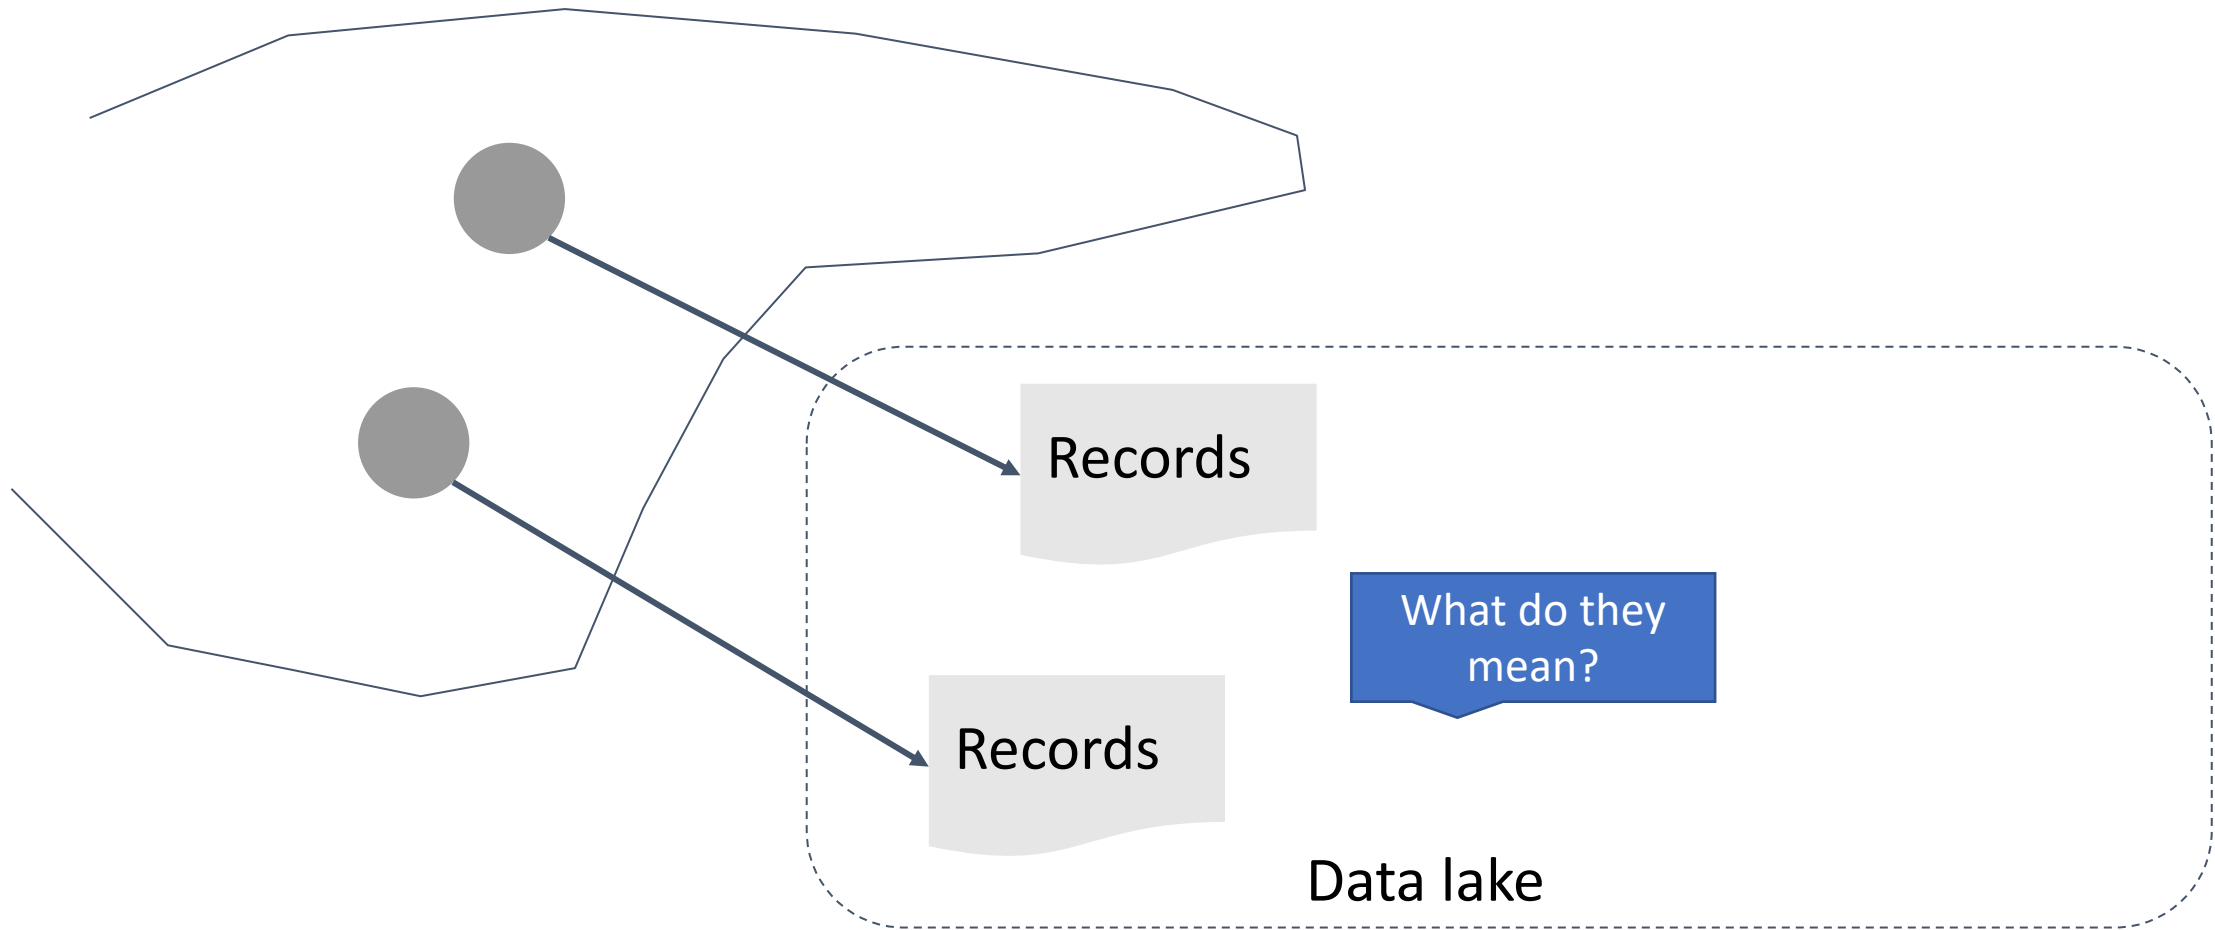 Records
What do they
mean?
Records
Data lake